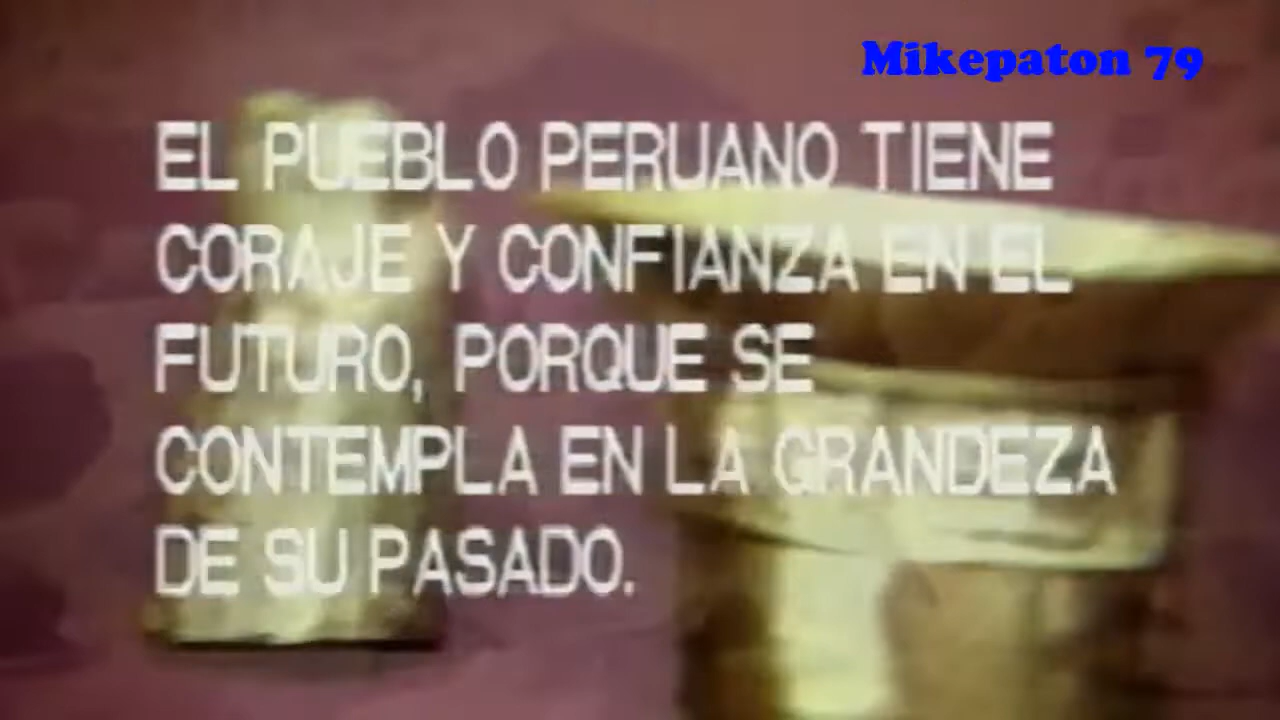 Mikepaton 79
EL PUEBLO PERUANO TIENE
CORAJE Y CONFIANZA EN EL
FUTURO, PORQUE SE
CONTEMPLA EN LA GRANDEZA
DE SU PASADO.